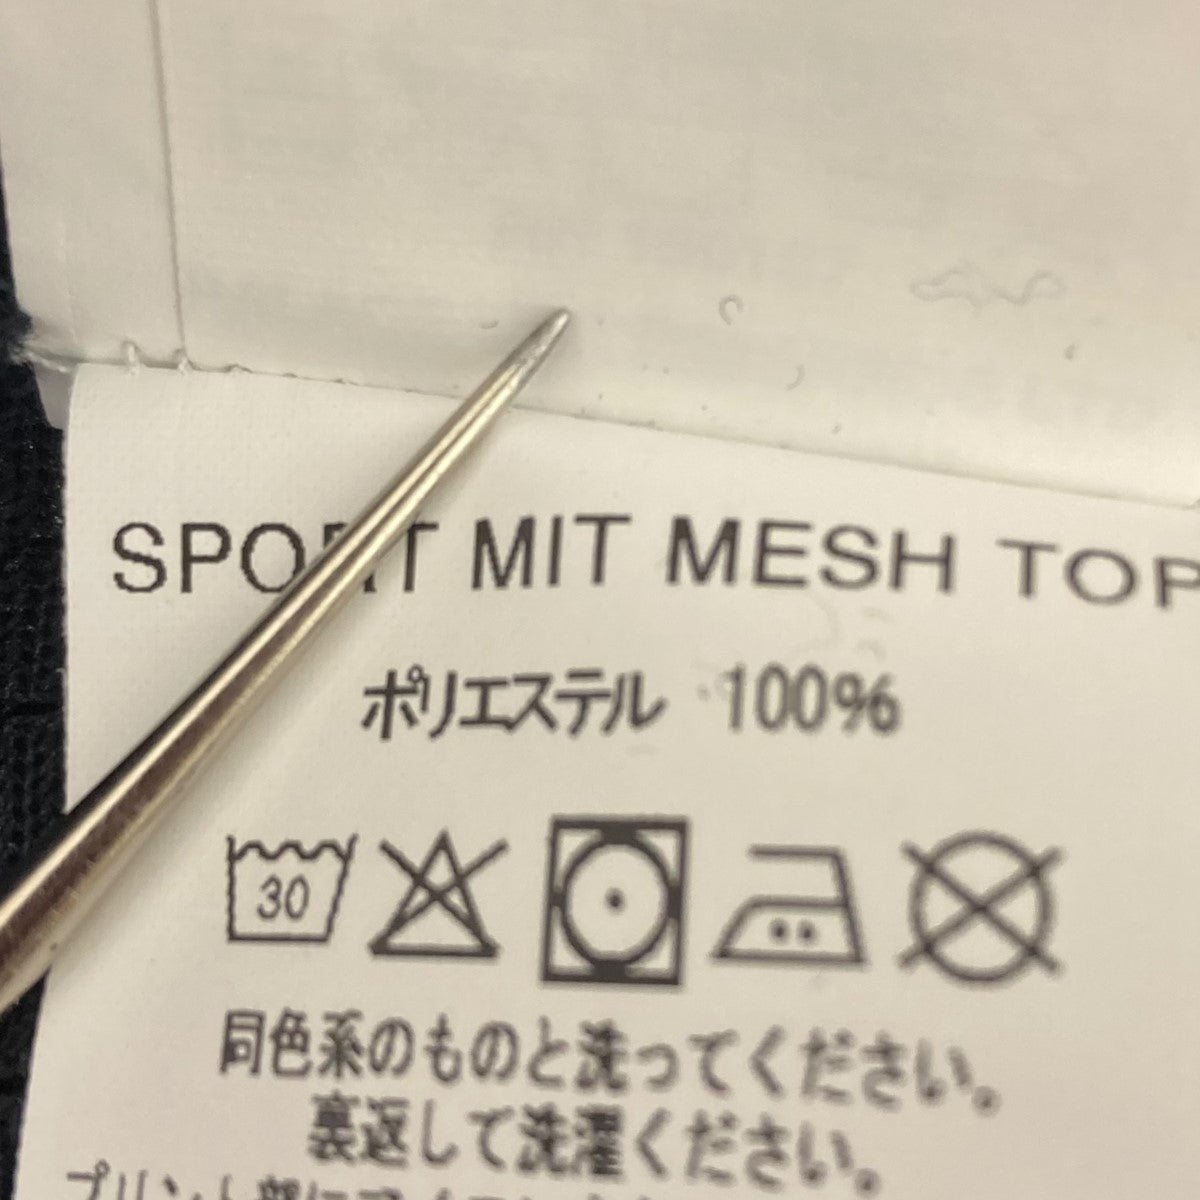 SPORT MIT MESH TOP
ポリエステル 100%
30
同色系のものと洗ってください。
裏返して洗濯ください。